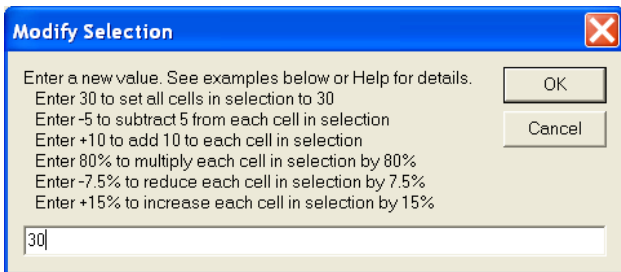 Modify Selection
Enter a new value. See examples below or Help for details.
Enter 30 to set all cells in selection to 30
Enter -5 to subtract 5 from each cell in selection
Enter +10 to add 10 to each cell in selection
Enter 80% to multiply each cell in selection by 80%
Enter -7.5% to reduce each cell in selection by 7.5%
Enter +15% to increase each cell in selection by 15%
OK
Cancel
30